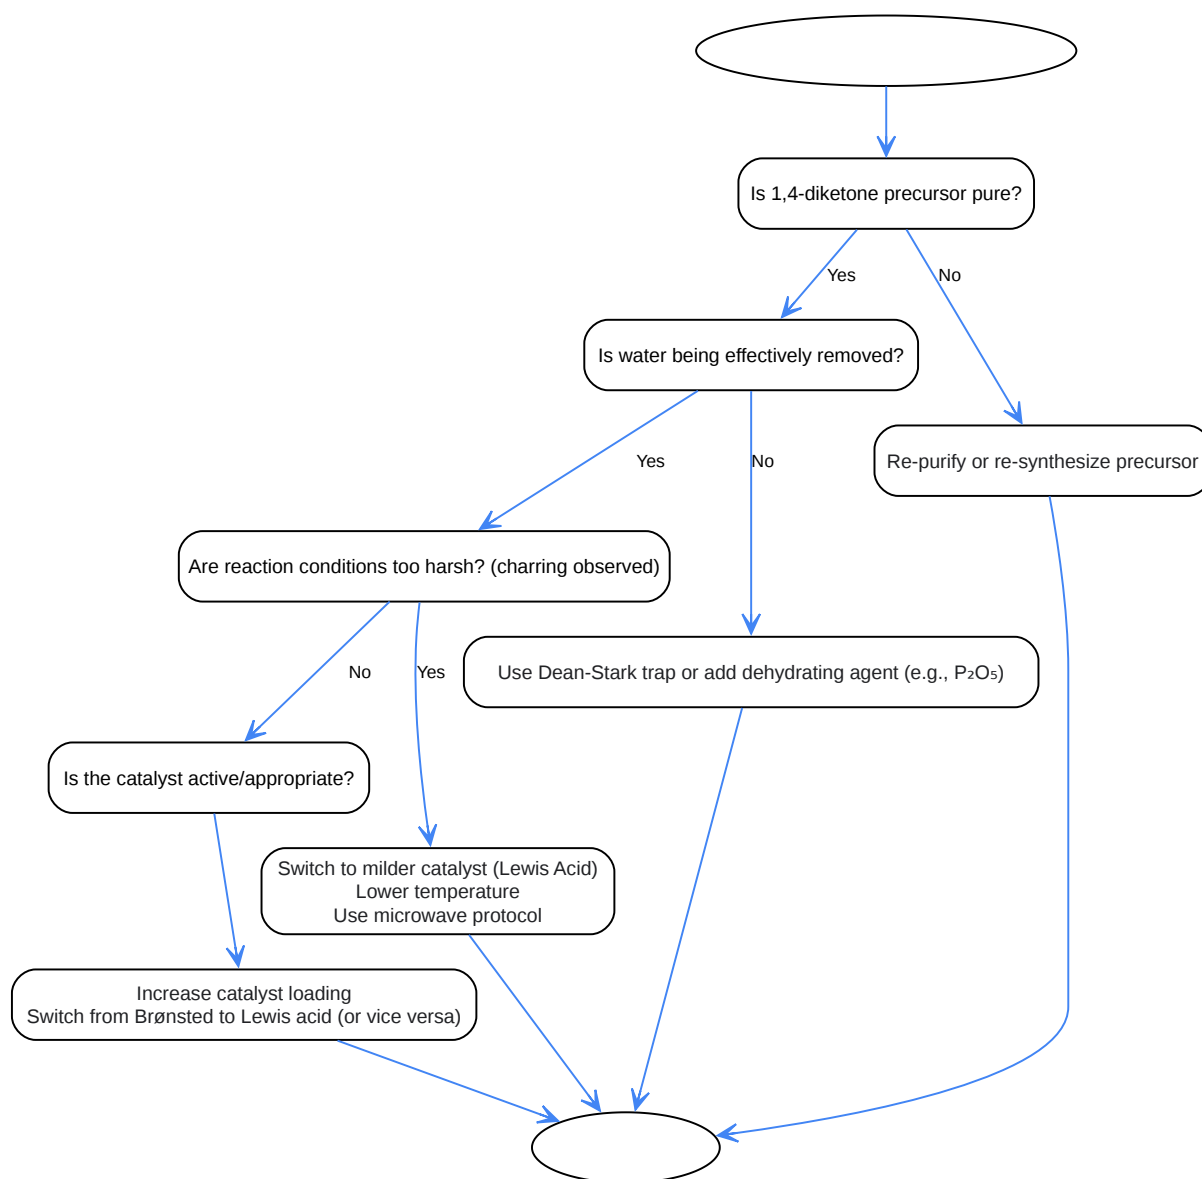 Is 1,4-diketone precursor pure?
Yes
No
Is water being effectively removed?
Yes
No
Re-purify or re-synthesize precursor
Are reaction conditions too harsh? (charring observed)
No
Yes
Use Dean-Stark trap or add dehydrating agent (e.g., P₂O₅)
Is the catalyst active/appropriate?
Switch to milder catalyst (Lewis Acid)
Lower temperature
Use microwave protocol
Increase catalyst loading
Switch from Brønsted to Lewis acid (or vice versa)